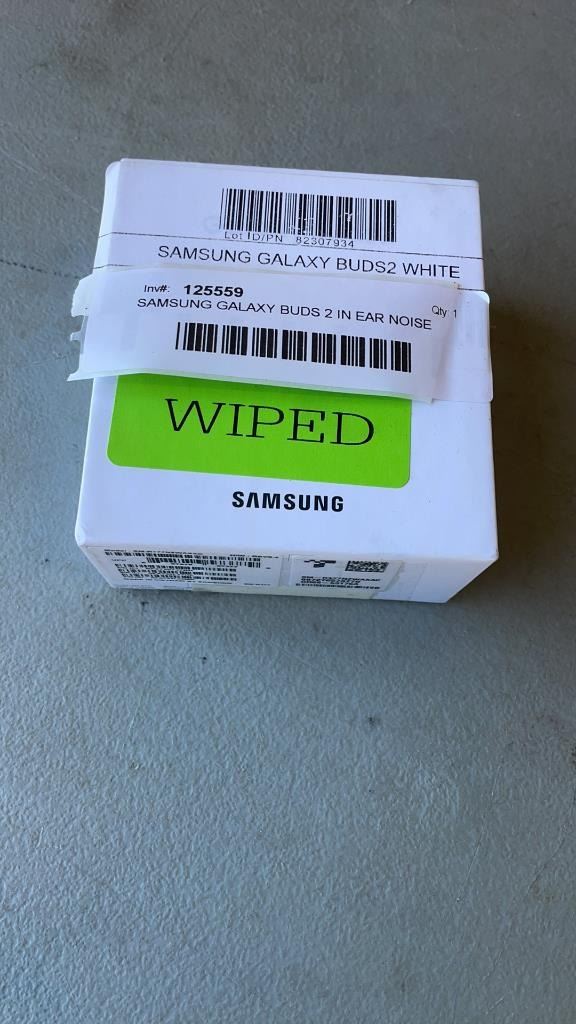 Lot ID/PN 82307934
SAMSUNG GALAXY BUDS2 WHITE
Inv#: 125559
Qty 1
SAMSUNG GALAXY BUDS 2 IN EAR NOISE
WIPED
SAMSUNG